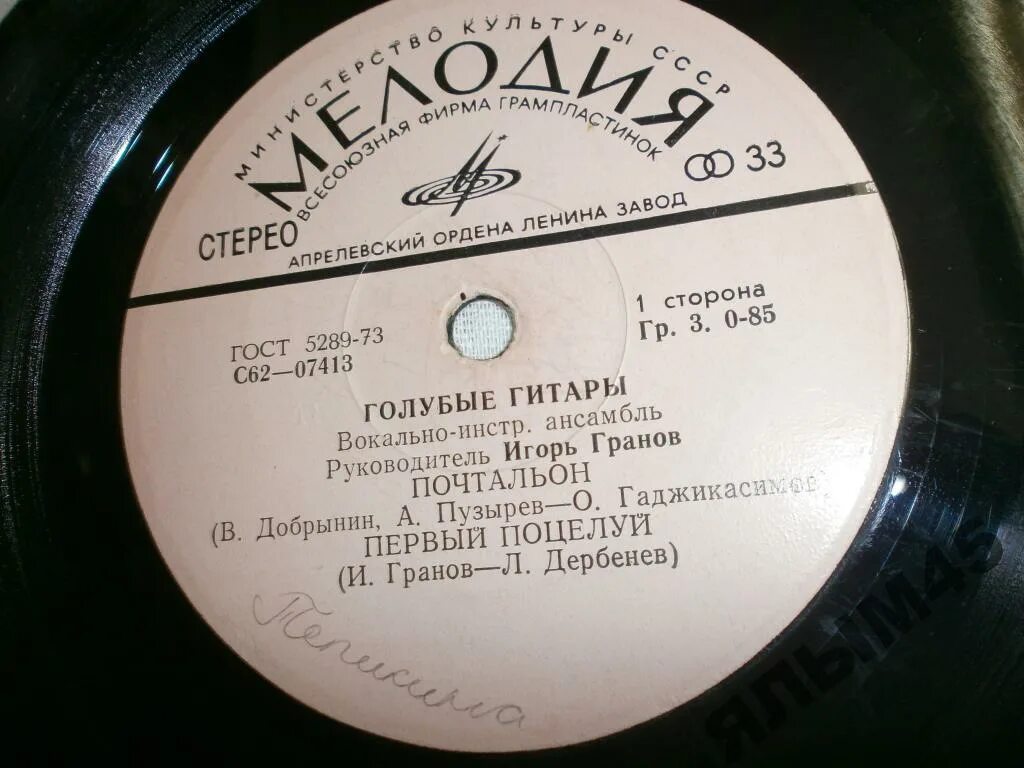 МИНИСТЕРСТВО КУЛЬТУРЫ СССР
МЕЛОДИЯ
ВСЕСОЮЗНАЯ ФИРМА ГРАМПЛАСТИНОК
СТЕРЕО
33
АПРЕЛЕВСКИЙ ОРДЕНА ЛЕНИНА ЗАВОД
1 сторона
Гр. 3. 0-85
ГОСТ 5289-73
С62—07413
ГОЛУБЫЕ ГИТАРЫ
Вокально-инстр. ансамбль
Руководитель Игорь Гранов
ПОЧТАЛЬОН
(В. Добрынин, А. Пузырев—О. Гаджикасимов)
ПЕРВЫЙ ПОЦЕЛУЙ
(И. Гранов—Л. Дербенев)
ЯЛЫМ45